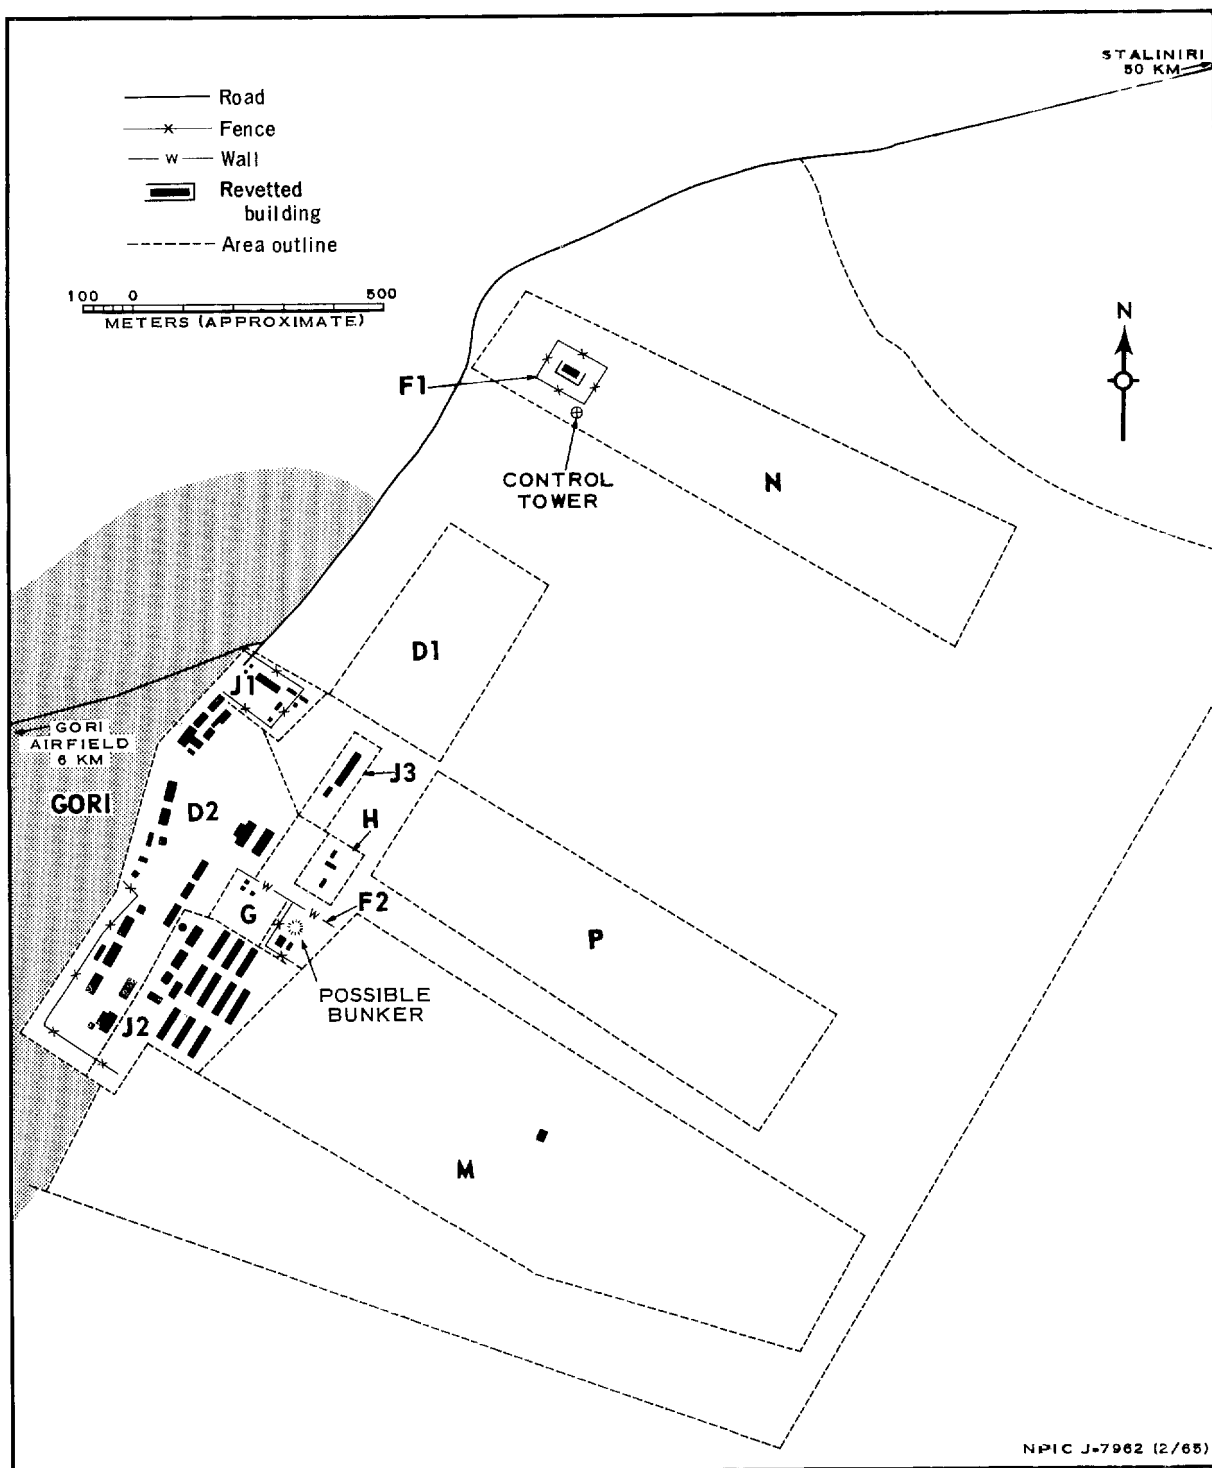 STALINIRI
50 KM
Road
Fence
W
Wall
Revetted
building
Area outline
100 0 500
METERS (APPROXIMATE)
N
F1
CONTROL
TOWER
N
D1
J1
GORI
AIRFIELD
6 KM
J3
GORI
D2
H
W
G
W
F2
P
POSSIBLE
BUNKER
J2
M
NPIC J-7962 (2/65)